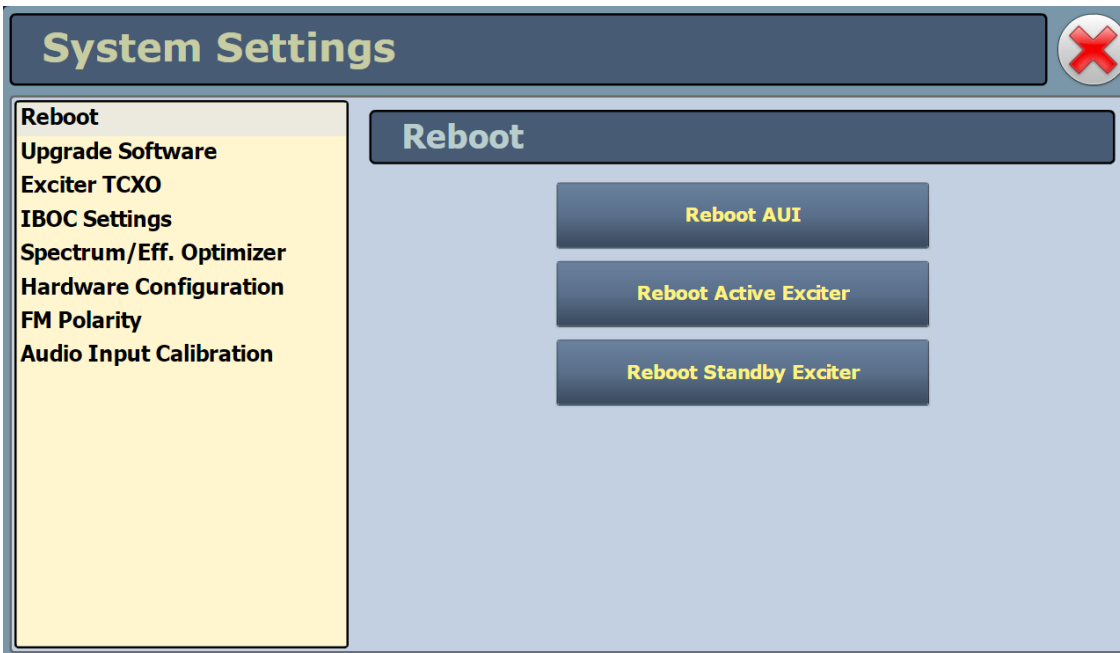 System Settings
Reboot
Upgrade Software
Exciter TCXO
IBOC Settings
Spectrum/Eff. Optimizer
Hardware Configuration
FM Polarity
Audio Input Calibration
Reboot
Reboot AUI
Reboot Active Exciter
Reboot Standby Exciter